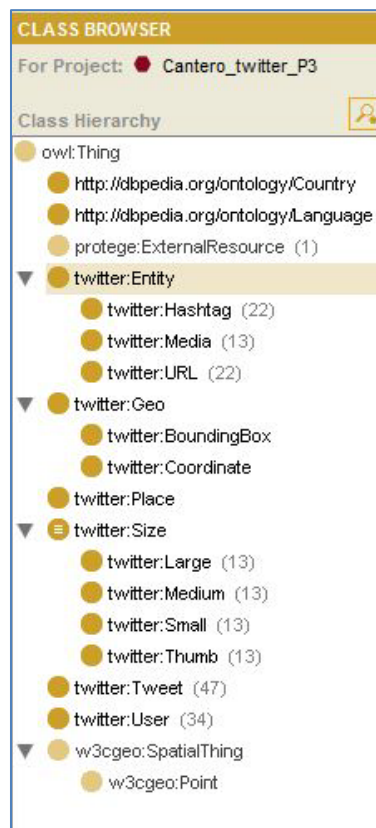 CLASS BROWSER
For Project: Cantero_twitter_P3
Class Hierarchy
owl:Thing
http://dbpedia.org/ontology/Country
http://dbpedia.org/ontology/Language
protege:ExternalResource (1)
twitter:Entity
twitter:Hashtag (22)
twitter:Media (13)
twitter:URL (22)
twitter:Geo
twitter:BoundingBox
twitter:Coordinate
twitter:Place
twitter:Size
twitter:Large (13)
twitter:Medium (13)
twitter:Small (13)
twitter:Thumb (13)
twitter:Tweet (47)
twitter:User (34)
w3cgeo:SpatialThing
w3cgeo:Point